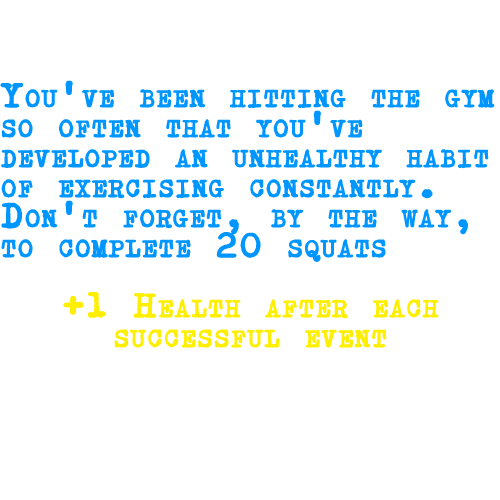 You've been hitting the gym
so often that you've
developed an unhealthy habit
of exercising constantly.
Don't forget, by the way,
to complete 20 squats
+1 Health after each
successful event